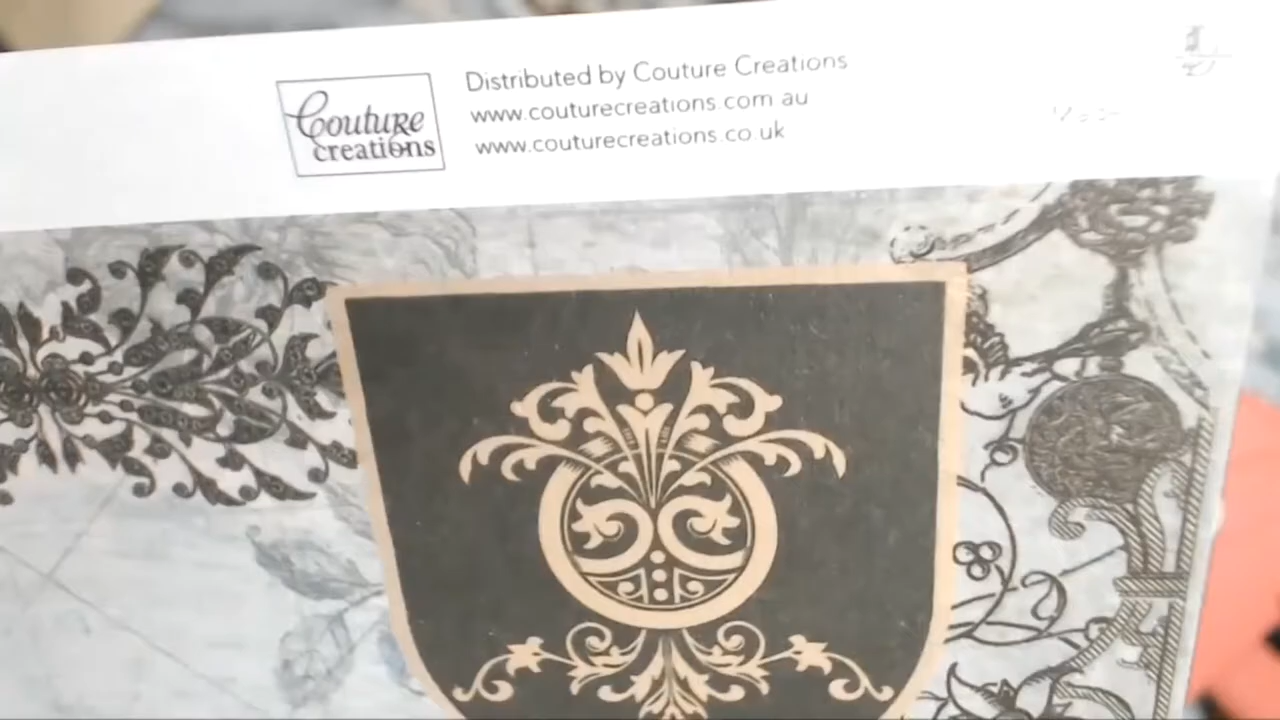 Couture
creations
Distributed by Couture Creations
www.couturecreations.com au
www.couturecreations.co.uk